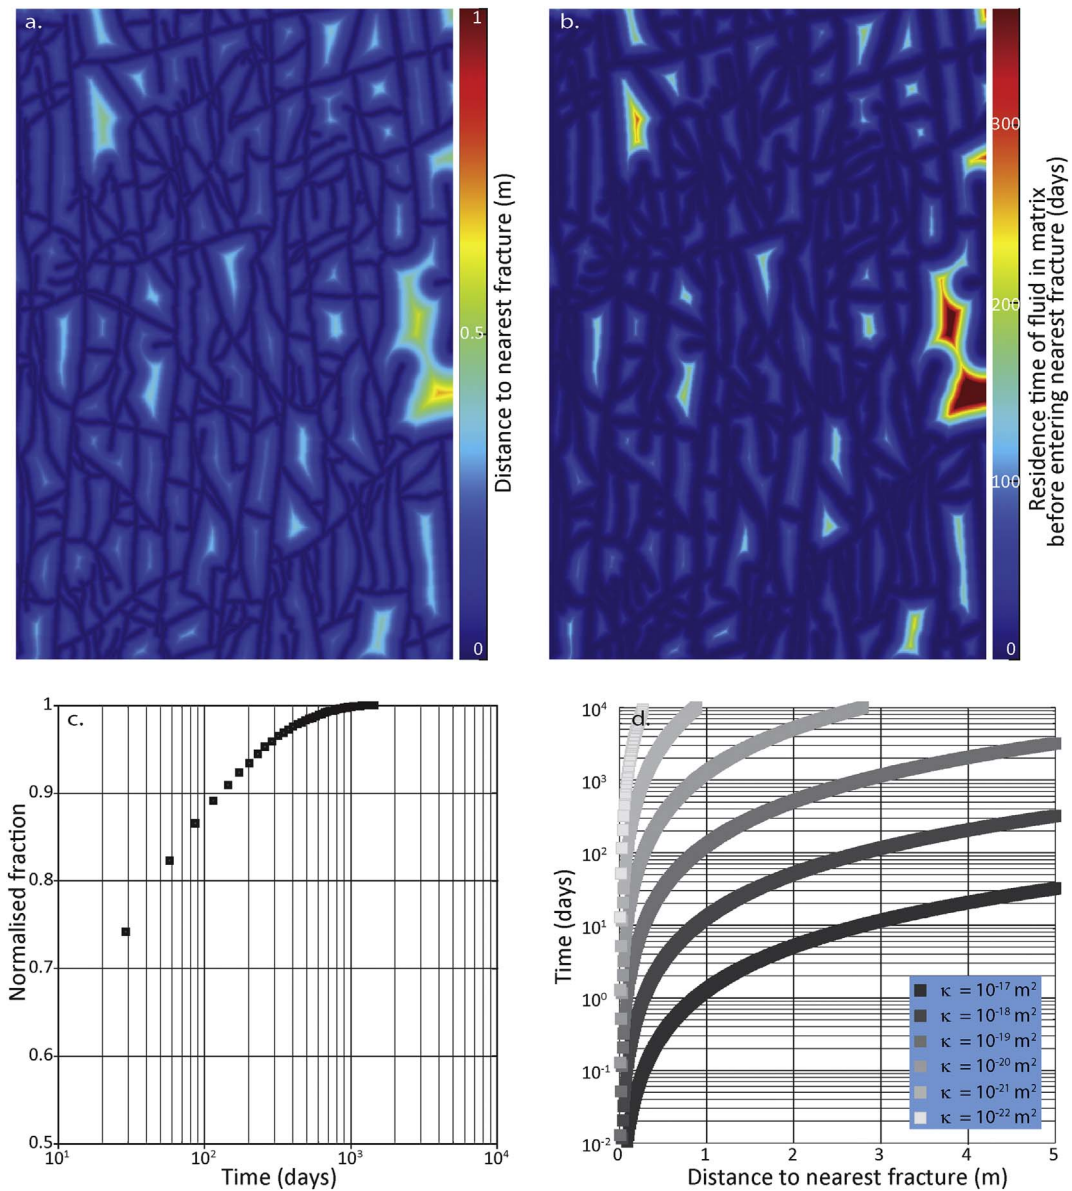 a.
1
0.5
0
Distance to nearest fracture (m)
b.
300
200
100
0
Residence time of fluid in matrix
before entering nearest fracture (days)
c.
1
0.9
0.8
0.7
0.6
0.5
Normalised fraction
10¹
10²
10³
10⁴
Time (days)
d.
10⁴
10³
10²
10¹
10⁰
10⁻¹
10⁻²
Time (days)
0
1
2
3
4
5
Distance to nearest fracture (m)
κ = 10⁻¹⁷ m²
κ = 10⁻¹⁸ m²
κ = 10⁻¹⁹ m²
κ = 10⁻²⁰ m²
κ = 10⁻²¹ m²
κ = 10⁻²² m²